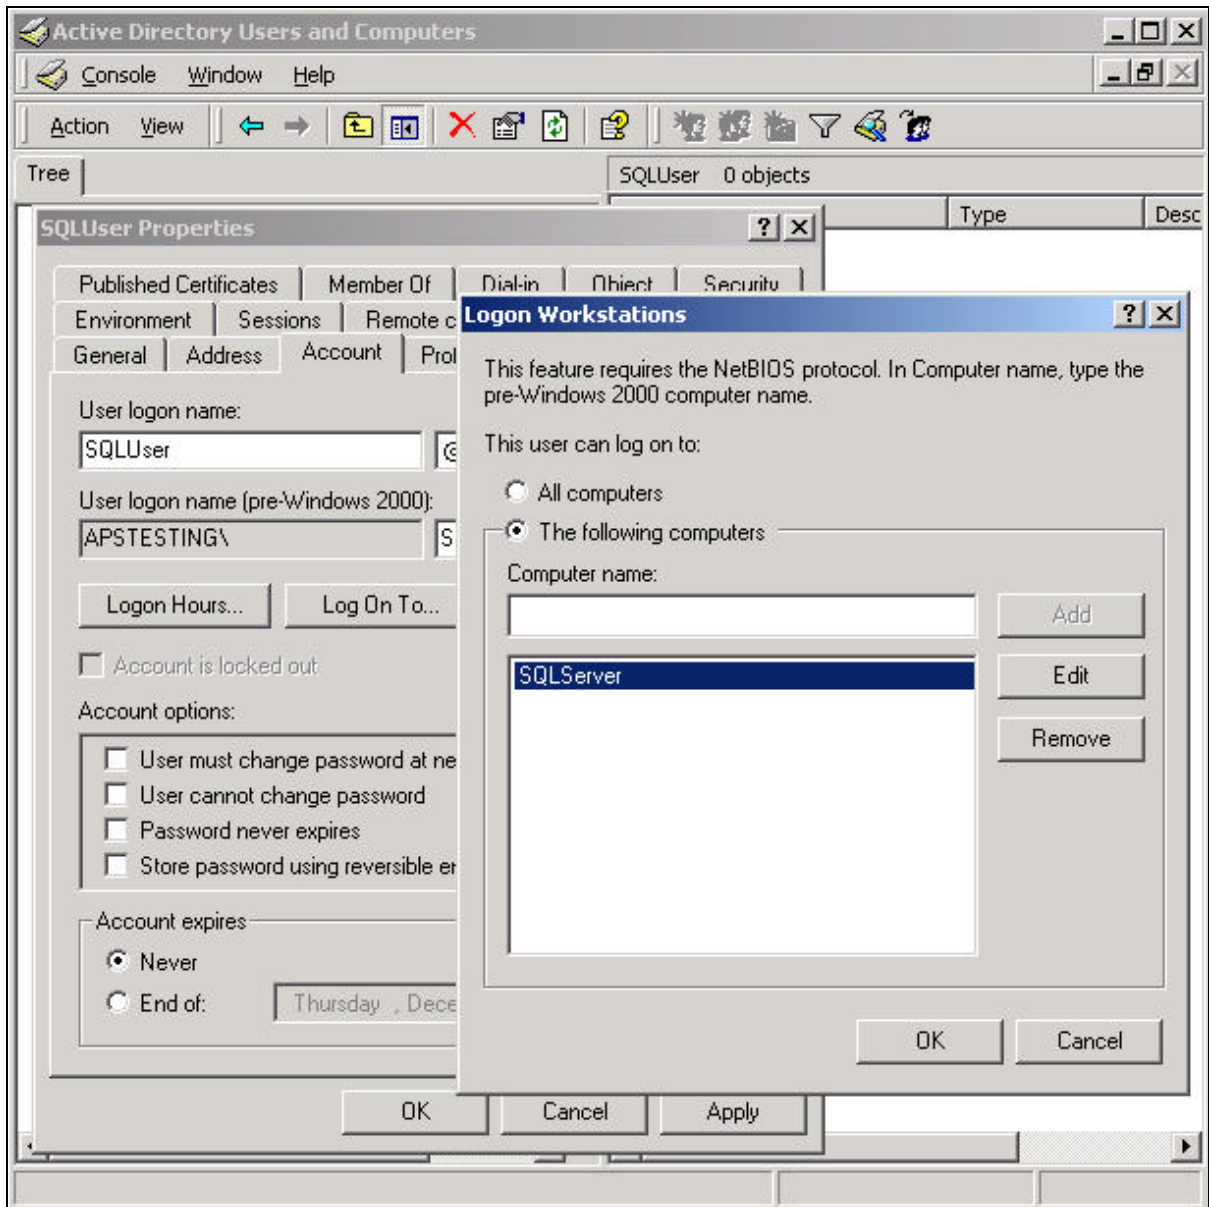 Active Directory Users and Computers
Console Window Help
Action View
Tree
SQLUser 0 objects
Type Desc
SQLUser Properties
Published Certificates Member Of Dial-in Object Security
Environment Sessions Remote c
General Address Account
User logon name:
SQLUser @
User logon name (pre-Windows 2000):
APSTESTING\ S
Logon Hours... Log On To...
Account is locked out
Account options:
User must change password at ne
User cannot change password
Password never expires
Store password using reversible en
Account expires
Never
End of: Thursday , Dece
OK Cancel Apply
Logon Workstations
This feature requires the NetBIOS protocol. In Computer name, type the
pre-Windows 2000 computer name.
This user can log on to:
All computers
The following computers
Computer name:
Add
SQLServer
Edit
Remove
OK Cancel